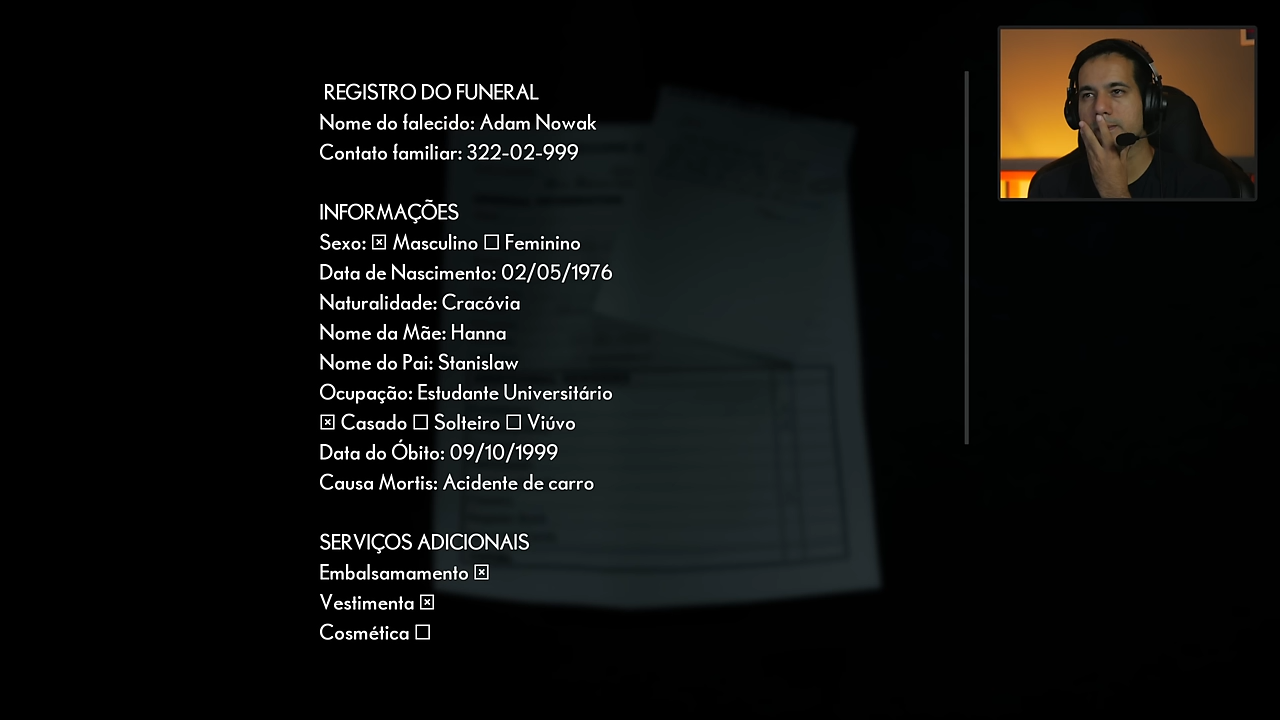 REGISTRO DO FUNERAL
Nome do falecido: Adam Nowak
Contato familiar: 322-02-999
INFORMAÇÕES
Sexo: ☒ Masculino ☐ Feminino
Data de Nascimento: 02/05/1976
Naturalidade: Cracóvia
Nome da Mãe: Hanna
Nome do Pai: Stanislaw
Ocupação: Estudante Universitário
☒ Casado ☐ Solteiro ☐ Viúvo
Data do Óbito: 09/10/1999
Causa Mortis: Acidente de carro
SERVIÇOS ADICIONAIS
Embalsamamento ☒
Vestimenta ☒
Cosmética ☐